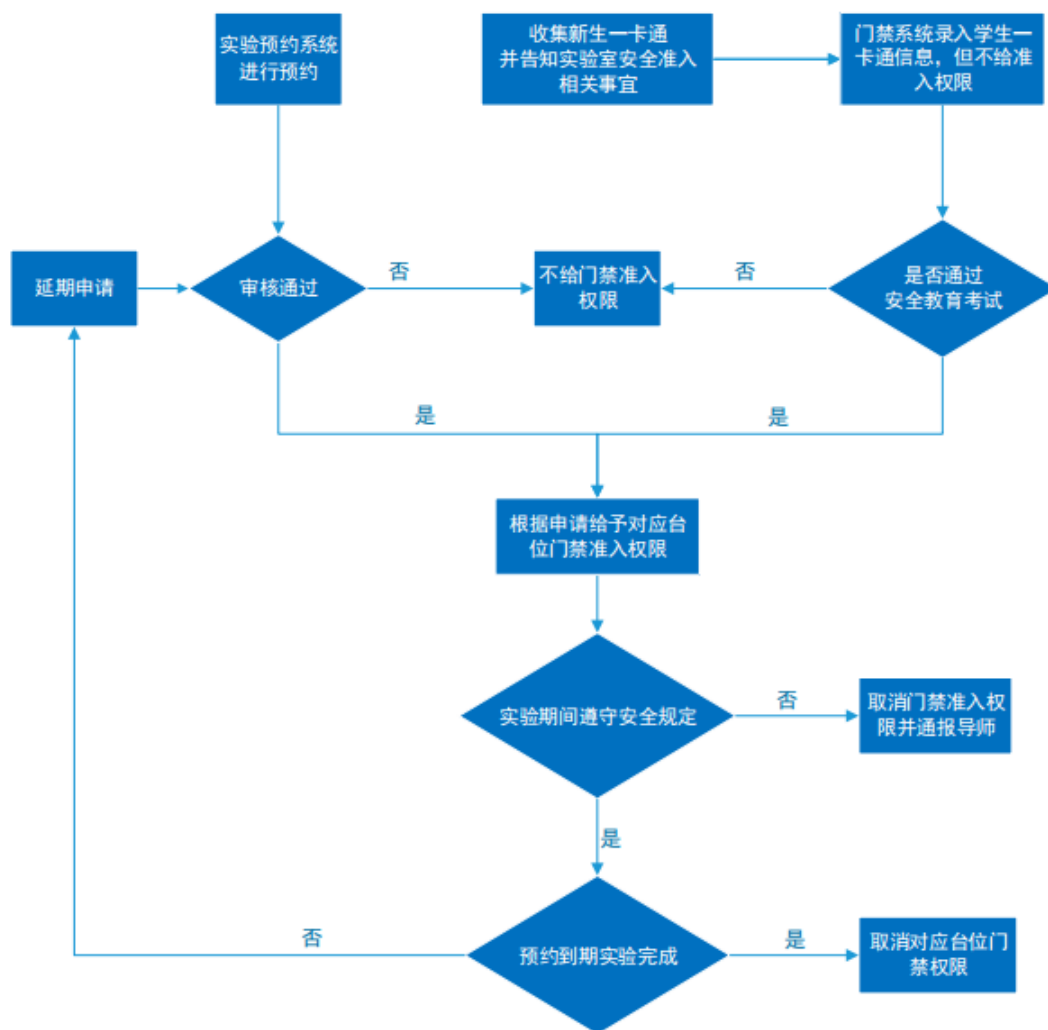 实验预约系统
进行预约
收集新生一卡通
并告知实验室安全准入
相关事宜
门禁系统录入学生一
卡通信息，但不给准
入权限
延期申请
审核通过
否
不给门禁准入
权限
否
是否通过
安全教育考试
是
是
根据申请给予对应台
位门禁准入权限
实验期间遵守安全规定
否
取消门禁准入权
限并通报导师
是
否
预约到期实验完成
是
取消对应台位门
禁权限